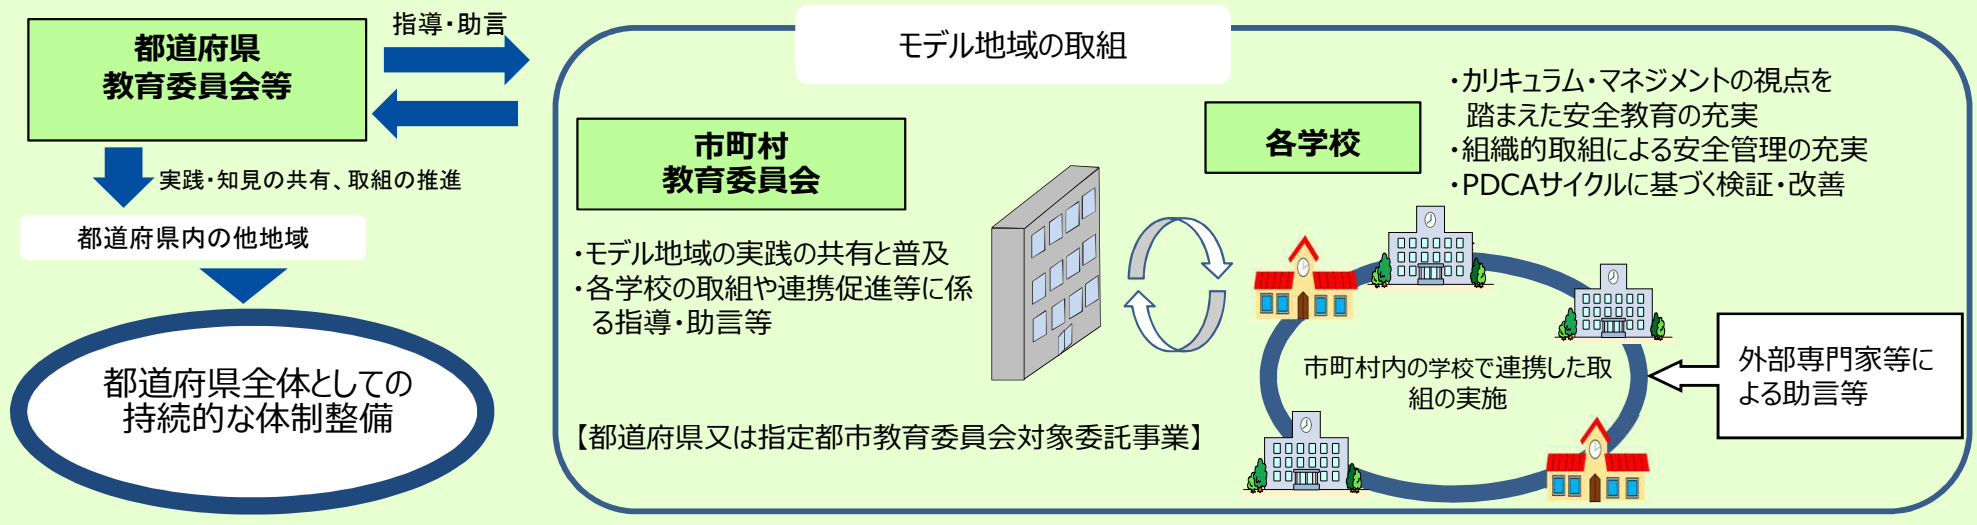 都道府県
教育委員会等
指導・助言
実践・知見の共有、取組の推進
都道府県内の他地域
都道府県全体としての
持続的な体制整備
モデル地域の取組
市町村
教育委員会
・モデル地域の実践の共有と普及
・各学校の取組や連携促進等に係
る指導・助言等
【都道府県又は指定都市教育委員会対象委託事業】
各学校
・カリキュラム・マネジメントの視点を
踏まえた安全教育の充実
・組織的取組による安全管理の充実
・PDCAサイクルに基づく検証・改善
市町村内の学校で連携した取
組の実施
外部専門家等に
よる助言等